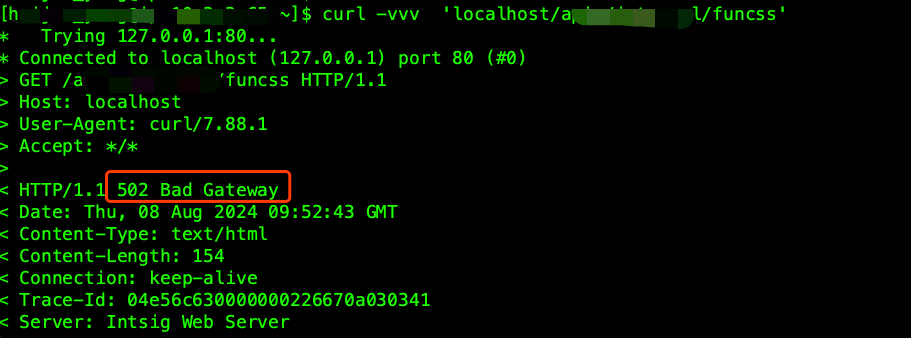 ~]$ curl -vvv 'localhost/ /funcss'
* Trying 127.0.0.1:80...
* Connected to localhost (127.0.0.1) port 80 (#0)
> GET /a /funcss HTTP/1.1
> Host: localhost
> User-Agent: curl/7.88.1
> Accept: */*
>
< HTTP/1.1 502 Bad Gateway
< Date: Thu, 08 Aug 2024 09:52:43 GMT
< Content-Type: text/html
< Content-Length: 154
< Connection: keep-alive
< Trace-Id: 04e56c630000000226670a030341
< Server: Intsig Web Server